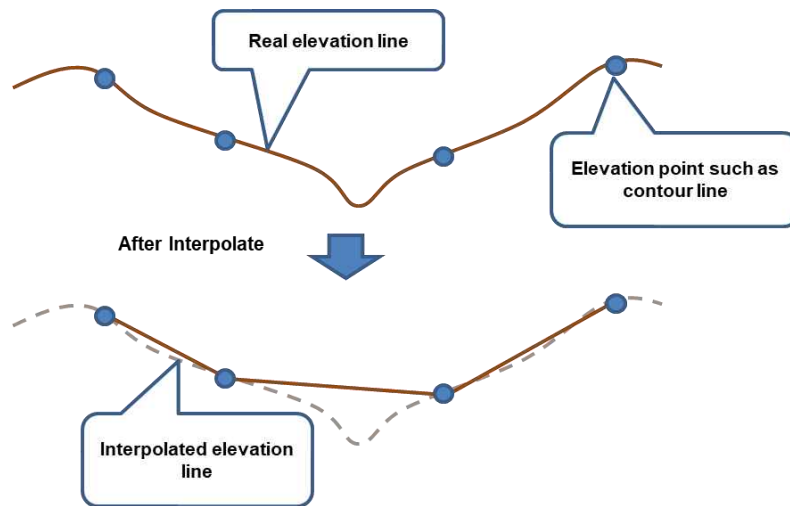 Real elevation line
Elevation point such as
contour line
After Interpolate
Interpolated elevation
line